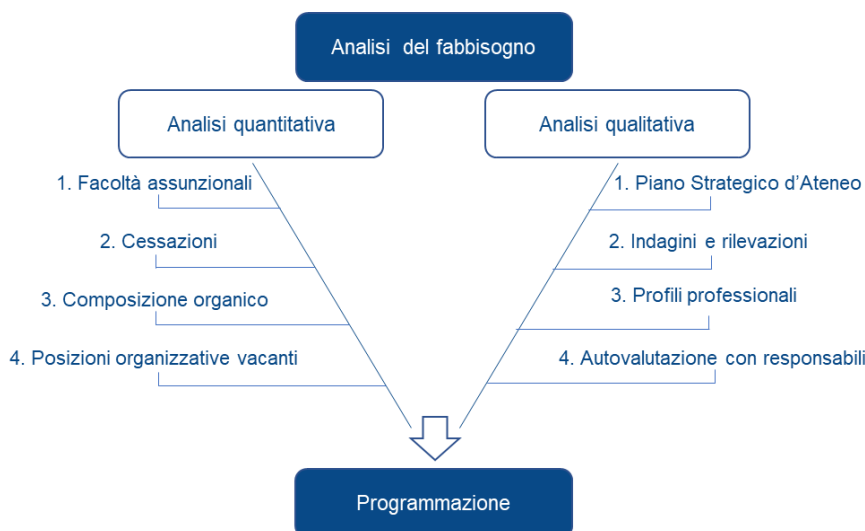 Analisi del fabbisogno
Analisi quantitativa
Analisi qualitativa
1. Facoltà assunzionali
2. Cessazioni
3. Composizione organico
4. Posizioni organizzative vacanti
1. Piano Strategico d’Ateneo
2. Indagini e rilevazioni
3. Profili professionali
4. Autovalutazione con responsabili
Programmazione